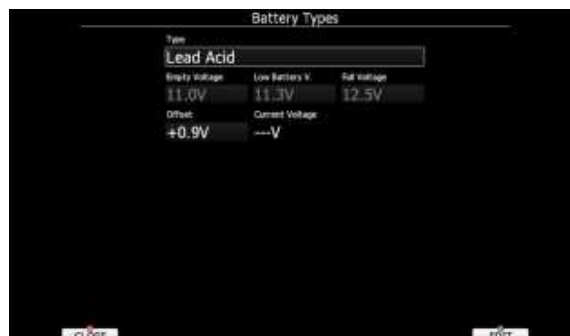 Battery Types
Type
Lead Acid
Empty Voltage Low Battery V. Full Voltage
11.0V 11.3V 12.5V
Offset Current Voltage
+0.9V ---V
CLOSE EDIT